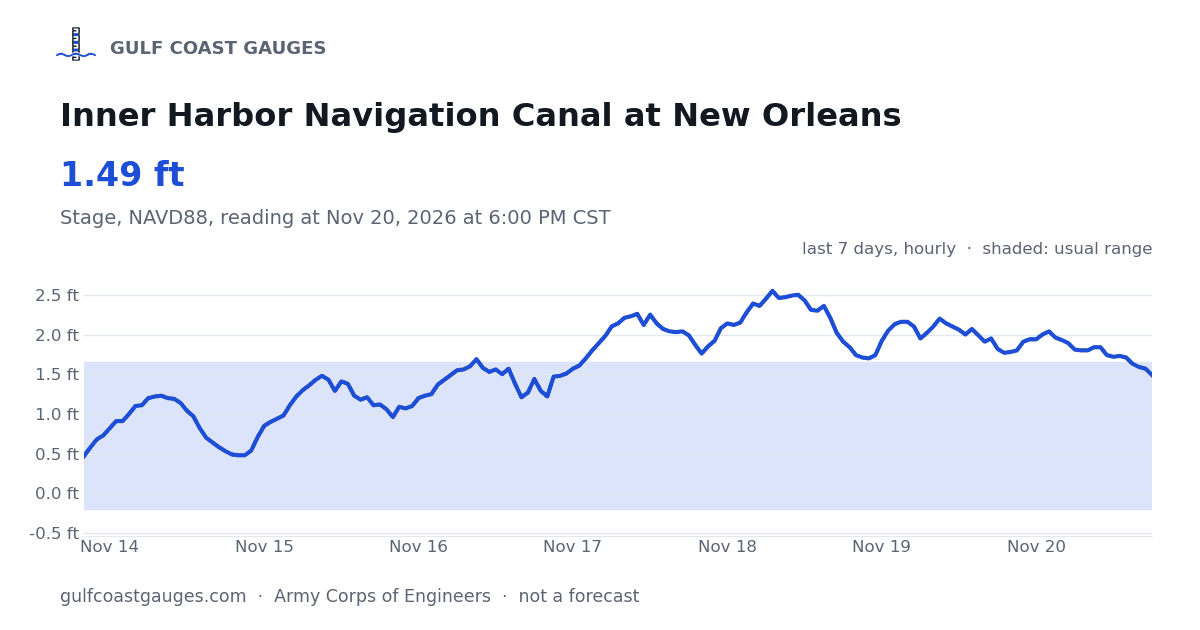 GULF COAST GAUGES
Inner Harbor Navigation Canal at New Orleans
1.49 ft
Stage, NAVD88, reading at Nov 20, 2026 at 6:00 PM CST
last 7 days, hourly · shaded: usual range
2.5 ft
2.0 ft
1.5 ft
1.0 ft
0.5 ft
0.0 ft
-0.5 ft
Nov 14 Nov 15 Nov 16 Nov 17 Nov 18 Nov 19 Nov 20
gulfcoastgauges.com · Army Corps of Engineers · not a forecast